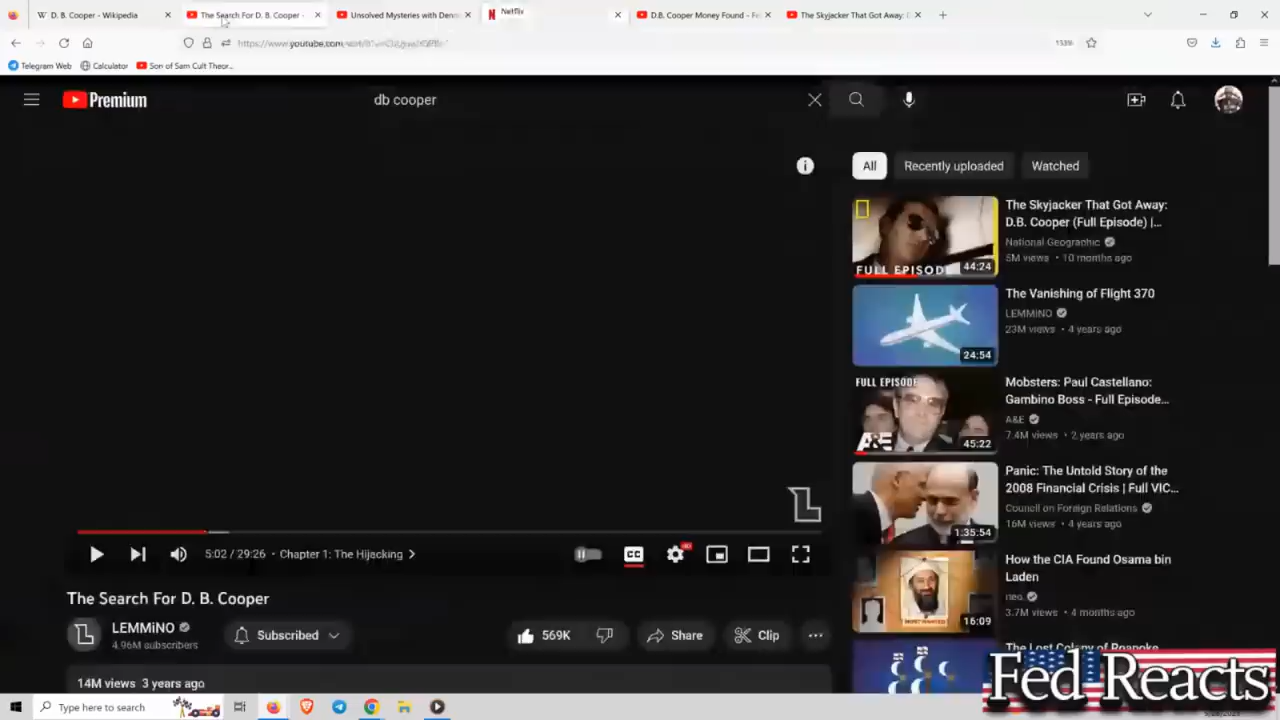 D. B. Cooper - Wikipedia
The Search For D. B. Cooper -
Unsolved Mysteries with Denn
Netflix
D.B. Cooper Money Found - F
The Skyjacker That Got Away:
153%
Telegram Web
Calculator
Son of Sam Cult Theor...
Premium
db cooper
All
Recently uploaded
Watched
FULL EPISODE
44:24
The Skyjacker That Got Away:
D.B. Cooper (Full Episode) |...
National Geographic
5M views • 10 months ago
24:54
The Vanishing of Flight 370
LEMMINO
23M views • 4 years ago
FULL EPISODE
A&E
45:22
Mobsters: Paul Castellano:
Gambino Boss - Full Episode...
A&E
7.4M views • 2 years ago
1:35:54
Panic: The Untold Story of the
2008 Financial Crisis | Full VIC...
Council on Foreign Relations
16M views • 4 years ago
16:09
How the CIA Found Osama bin
Laden
neo.
3.7M views • 4 months ago
The Lost Colony of Roanoke
5:02 / 29:26 • Chapter 1: The Hijacking
CC
HD
The Search For D. B. Cooper
LEMMiNO
4.96M subscribers
Subscribed
569K
Share
Clip
14M views 3 years ago
Fed Reacts
Type here to search